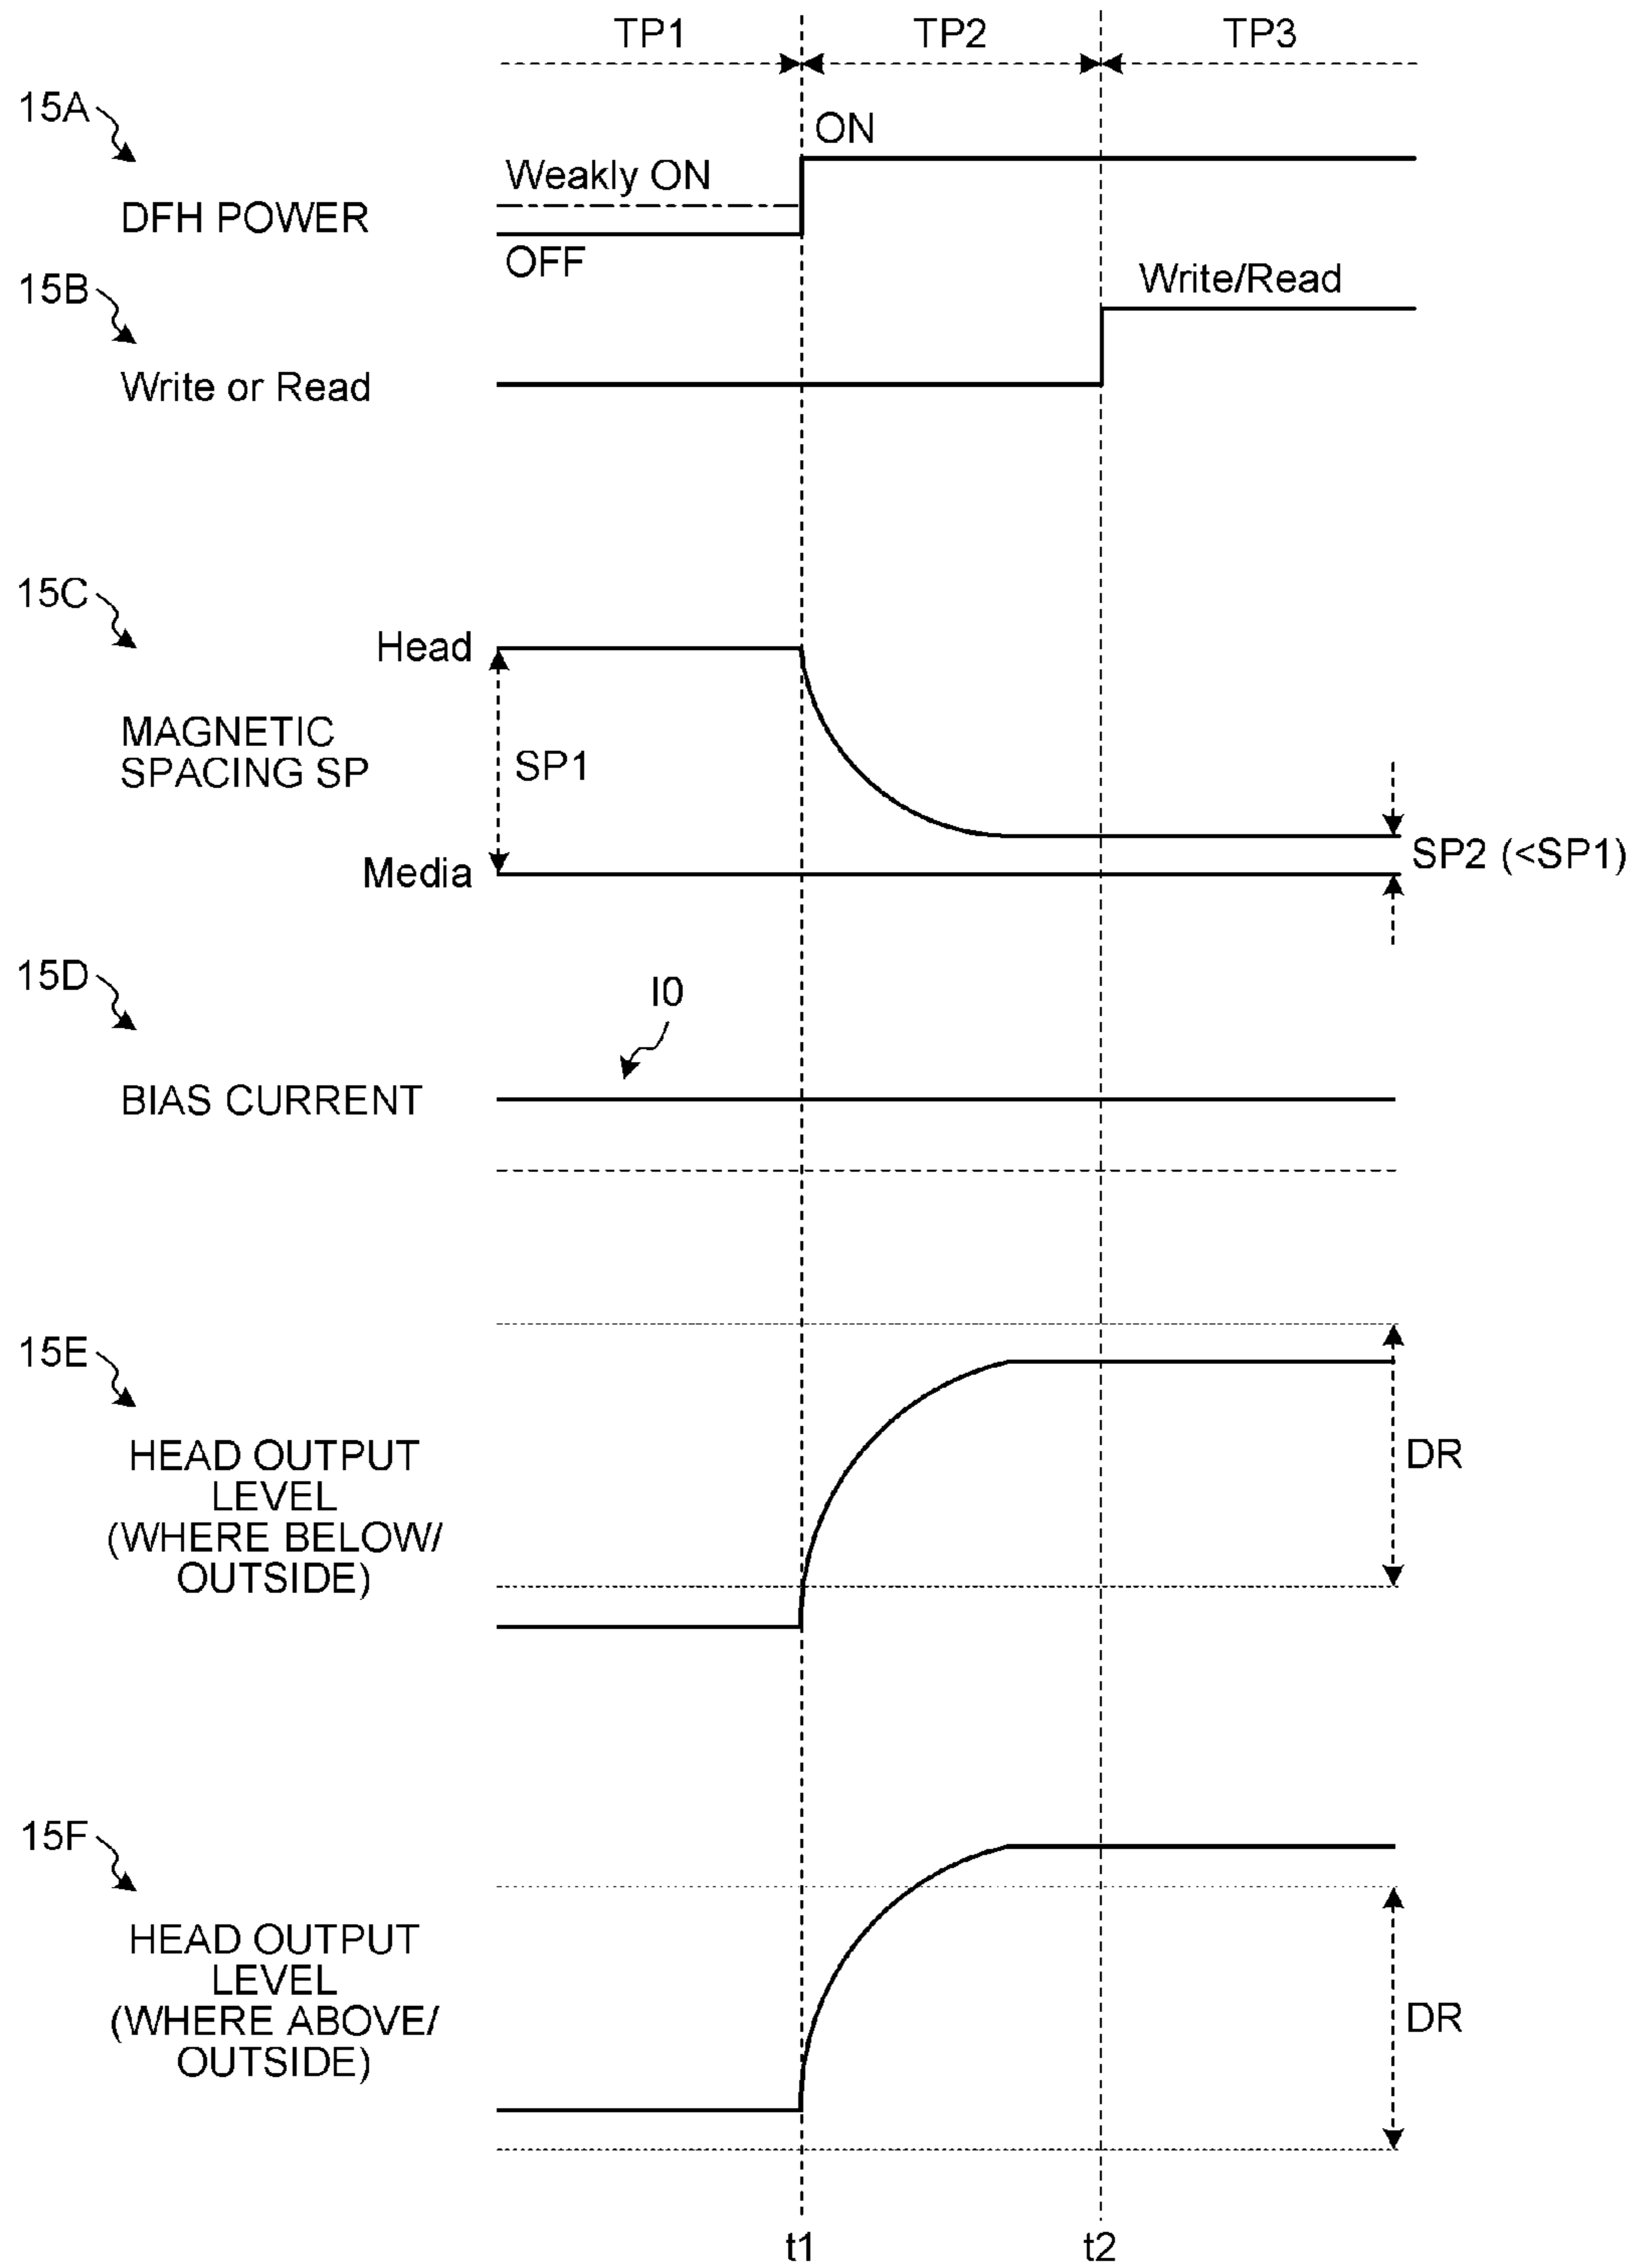 TP1 TP2 TP3
15A
ON
Weakly ON
DFH POWER
OFF
15B
Write/Read
Write or Read
15C
Head
MAGNETIC
SPACING SP
SP1
SP2 (<SP1)
Media
15D
I0
BIAS CURRENT
15E
HEAD OUTPUT
LEVEL
(WHERE BELOW/
OUTSIDE)
DR
15F
HEAD OUTPUT
LEVEL
(WHERE ABOVE/
OUTSIDE)
DR
t1 t2